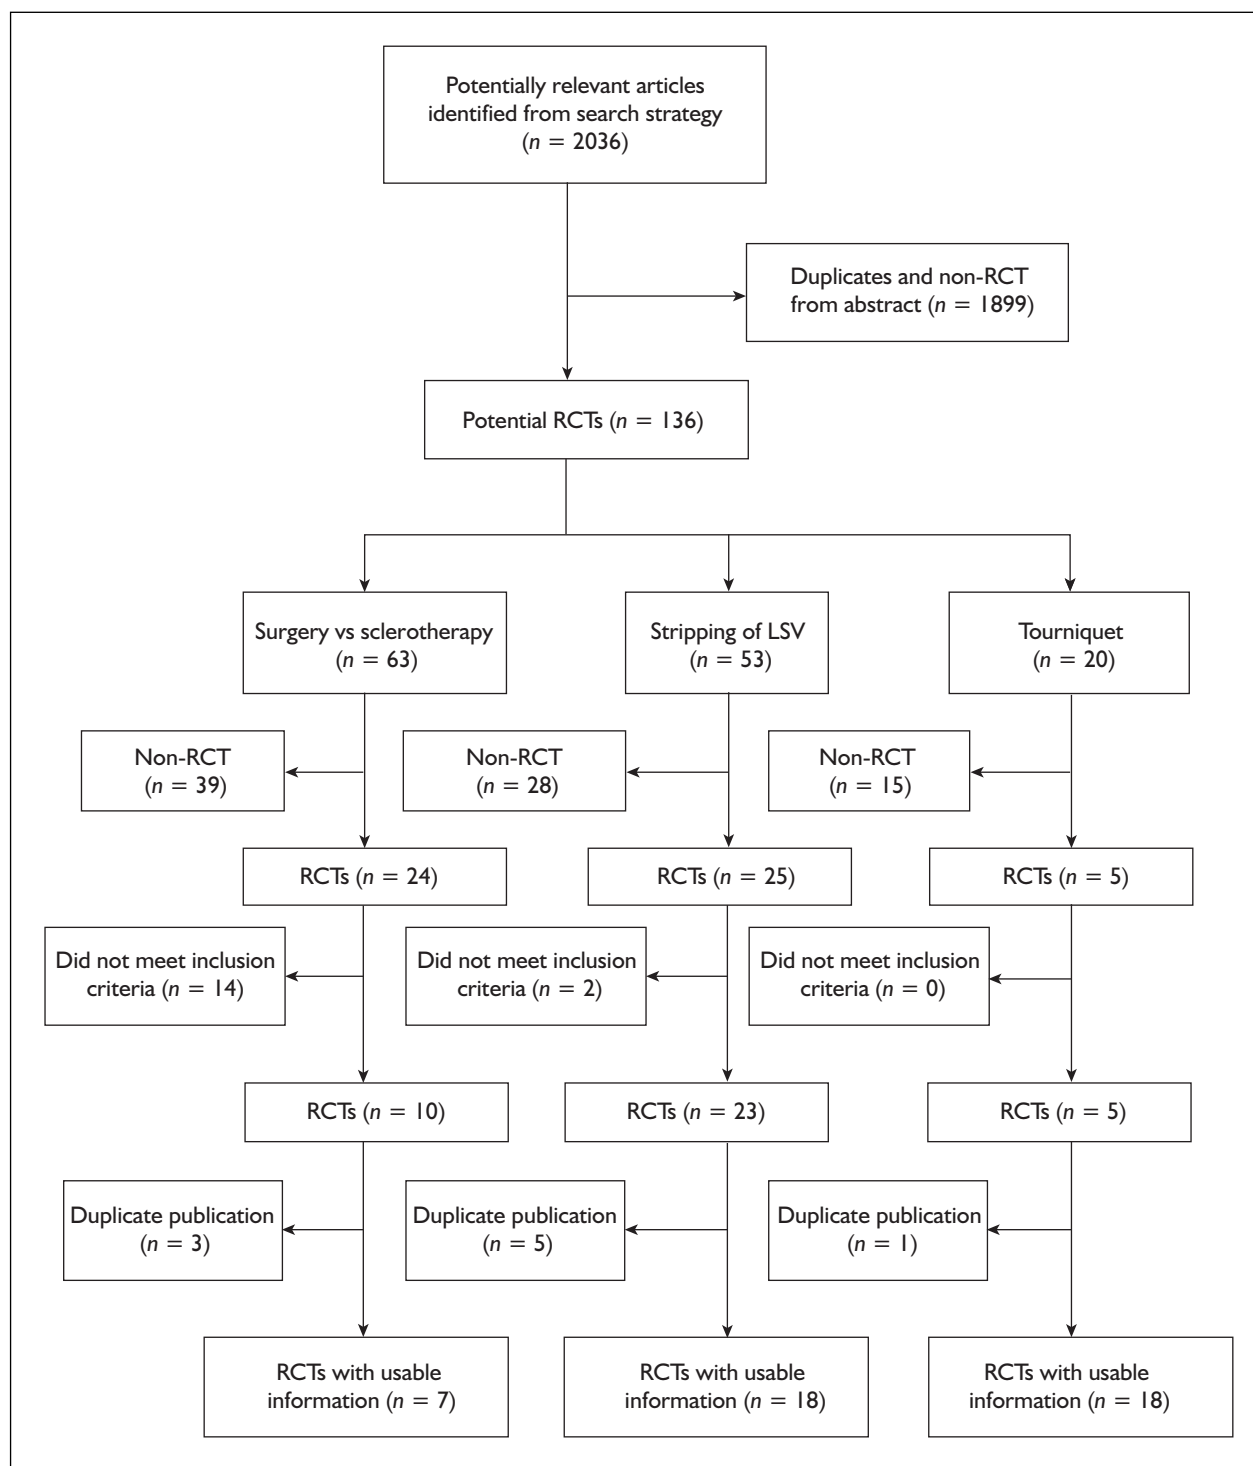 Potentially relevant articles
identified from search strategy
(n = 2036)
Duplicates and non-RCT
from abstract (n = 1899)
Potential RCTs (n = 136)
Surgery vs sclerotherapy
(n = 63)
Stripping of LSV
(n = 53)
Tourniquet
(n = 20)
Non-RCT
(n = 39)
Non-RCT
(n = 28)
Non-RCT
(n = 15)
RCTs (n = 24)
RCTs (n = 25)
RCTs (n = 5)
Did not meet inclusion
criteria (n = 14)
Did not meet inclusion
criteria (n = 2)
Did not meet inclusion
criteria (n = 0)
RCTs (n = 10)
RCTs (n = 23)
RCTs (n = 5)
Duplicate publication
(n = 3)
Duplicate publication
(n = 5)
Duplicate publication
(n = 1)
RCTs with usable
information (n = 7)
RCTs with usable
information (n = 18)
RCTs with usable
information (n = 18)